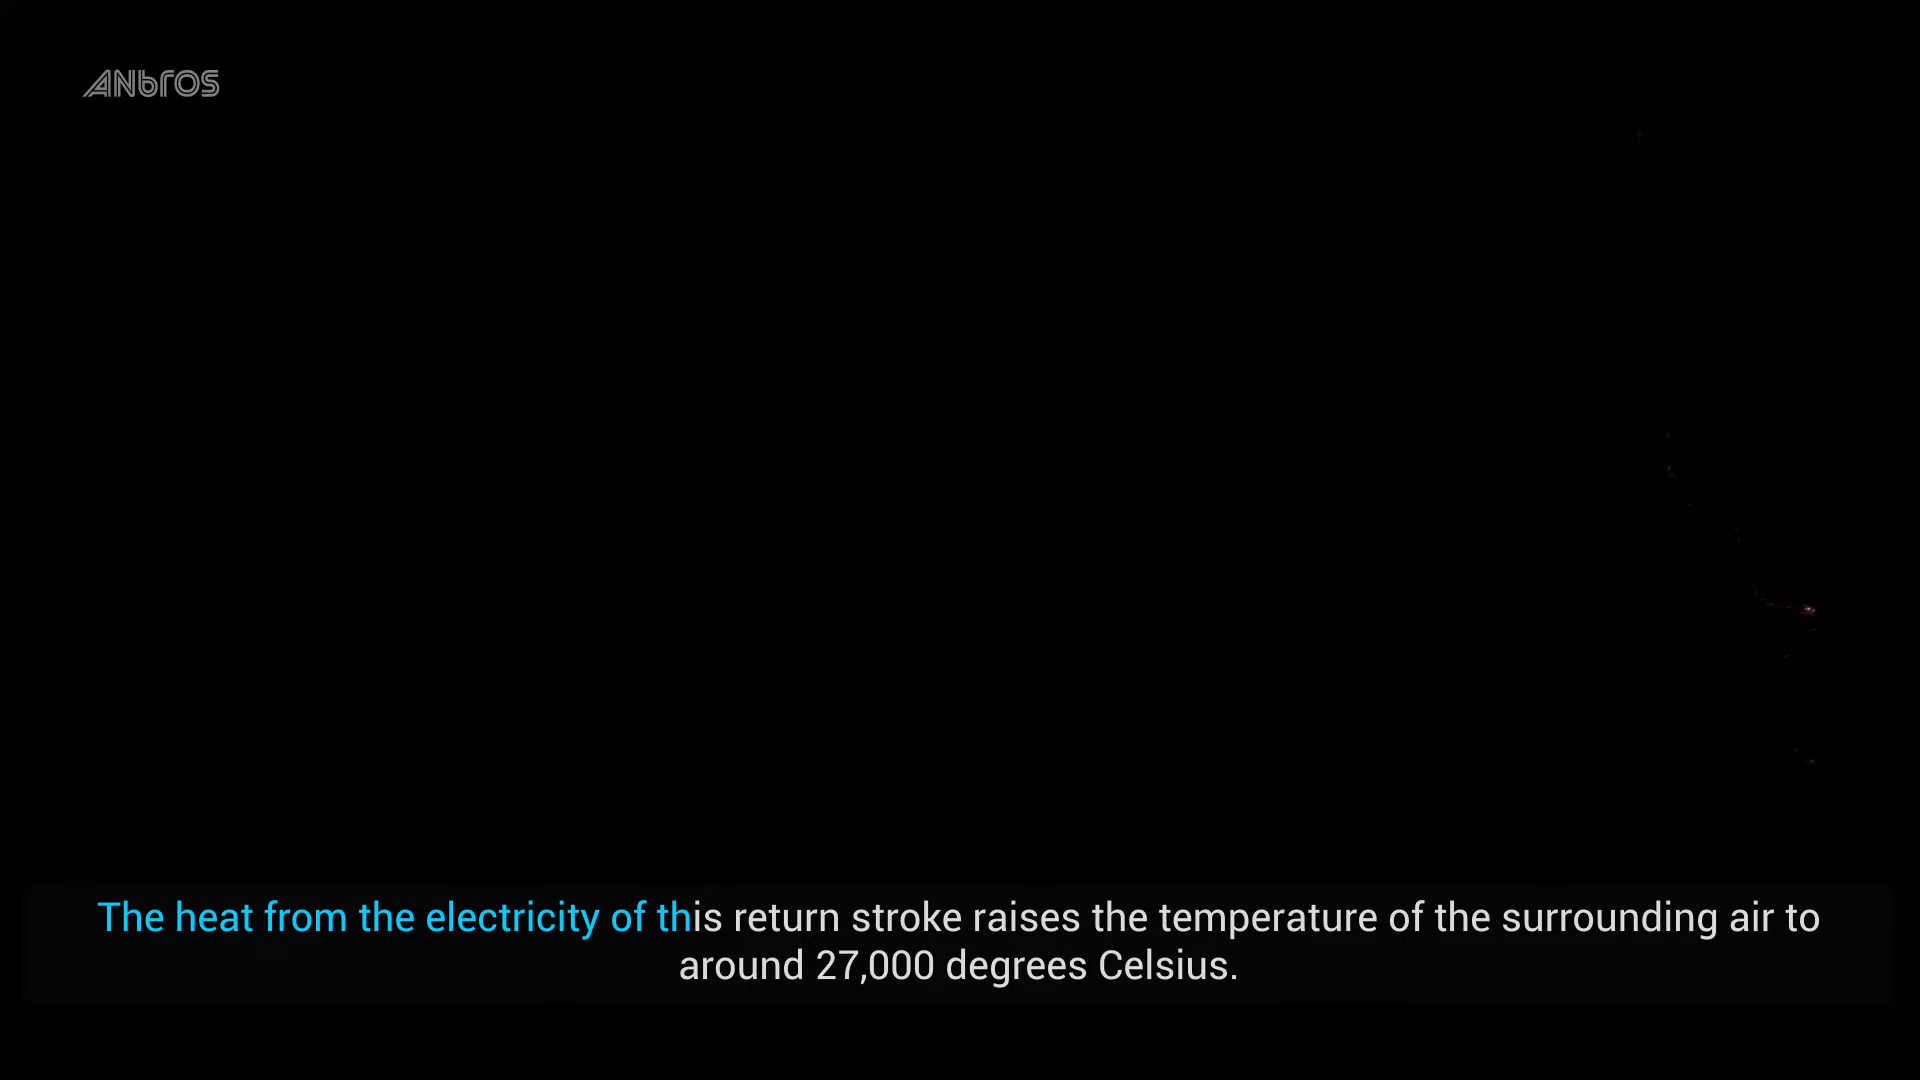 ANbros
The heat from the electricity of this return stroke raises the temperature of the surrounding air to
around 27,000 degrees Celsius.